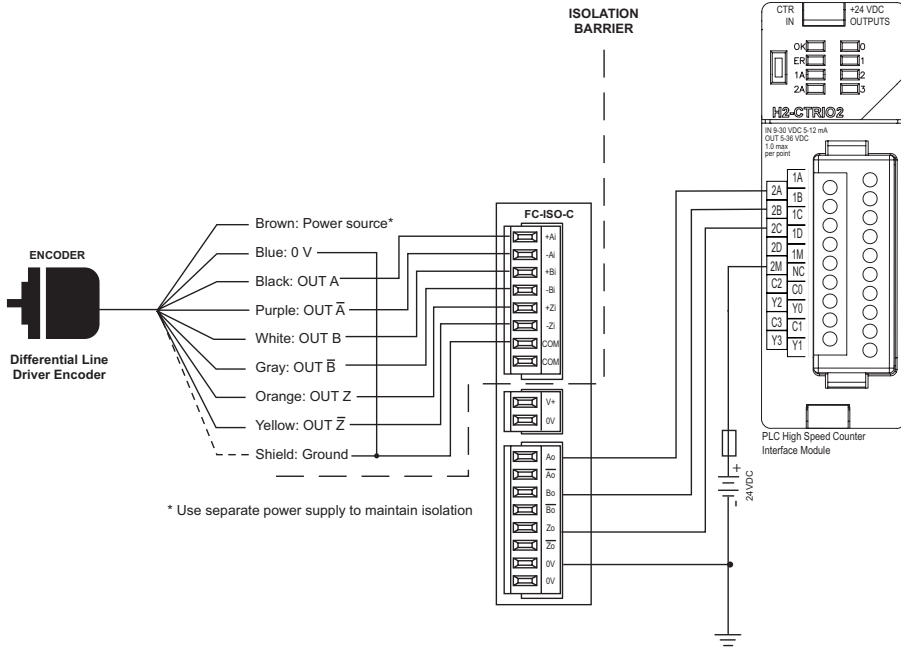 ISOLATION
BARRIER
CTR
IN
+24 VDC
OUTPUTS
OK
ER
1A
2A
0
1
2
3
H2-CTRIO2
IN 9-30 VDC 5-12 mA
OUT 5-36 VDC
1.0 max
per point
1A
2A
1B
2B
1C
2C
1D
2D
1M
2M
NC
C2
C0
Y2
Y0
C3
C1
Y3
Y1
PLC High Speed Counter
Interface Module
ENCODER
Differential Line
Driver Encoder
Brown: Power source*
Blue: 0 V
Black: OUT A
Purple: OUT A̅
White: OUT B
Gray: OUT B̅
Orange: OUT Z
Yellow: OUT Z̅
Shield: Ground
* Use separate power supply to maintain isolation
FC-ISO-C
+Ai
-Ai
+Bi
-Bi
+Zi
-Zi
COM
COM
V+
0V
Ao
A̅o̅
Bo
B̅o̅
Zo
Z̅o̅
0V
0V
+
24VDC
-